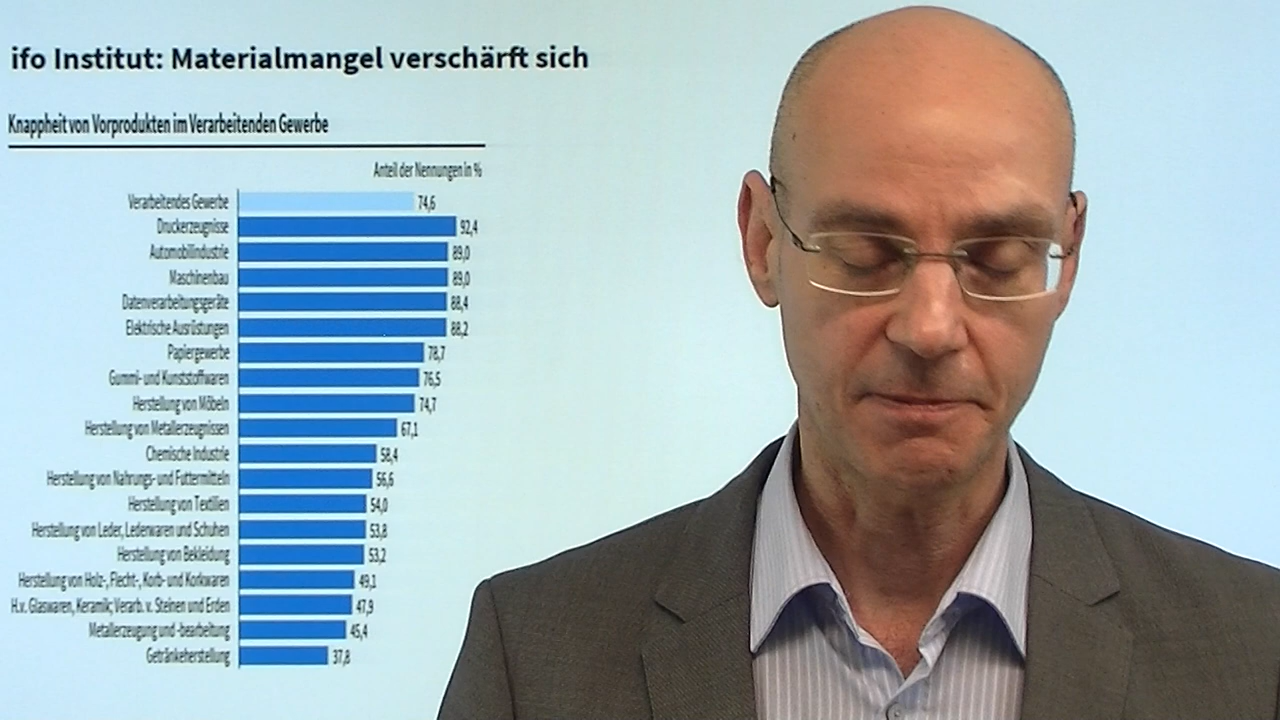 ifo Institut: Materialmangel verschärft sich
Knappheit von Vorprodukten im Verarbeitenden Gewerbe
Anteil der Nennungen in %
Verarbeitendes Gewerbe 74,6
Druckerzeugnisse 92,4
Automobilindustrie 89,0
Maschinenbau 89,0
Datenverarbeitungsgeräte 88,4
Elektrische Ausrüstungen 88,2
Papiergewerbe 78,7
Gummi- und Kunststoffwaren 76,5
Herstellung von Möbeln 74,7
Herstellung von Metallerzeugnissen 67,1
Chemische Industrie 58,4
Herstellung von Nahrungs- und Futtermitteln 56,6
Herstellung von Textilien 54,0
Herstellung von Leder, Lederwaren und Schuhen 53,8
Herstellung von Bekleidung 53,2
Herstellung von Holz-, Flecht-, Korb- und Korkwaren 49,1
H.v. Glaswaren, Keramik; Verarb. v. Steinen und Erden 47,9
Metallerzeugung und -bearbeitung 45,4
Getränkeherstellung 37,8